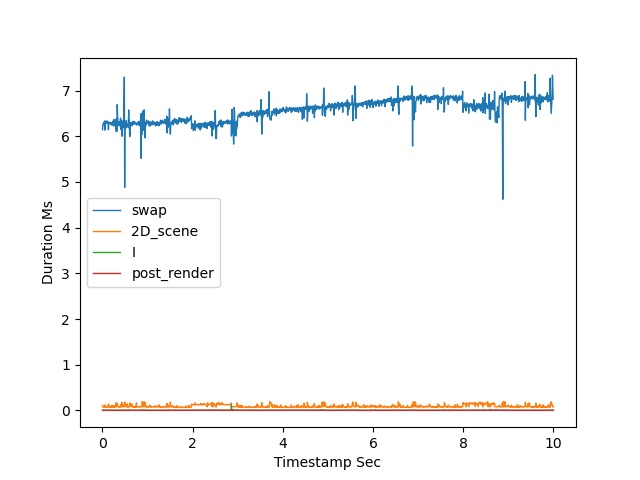 7
6
5
4
3
2
1
0
Duration Ms
swap
2D_scene
I
post_render
0 2 4 6 8 10
Timestamp Sec